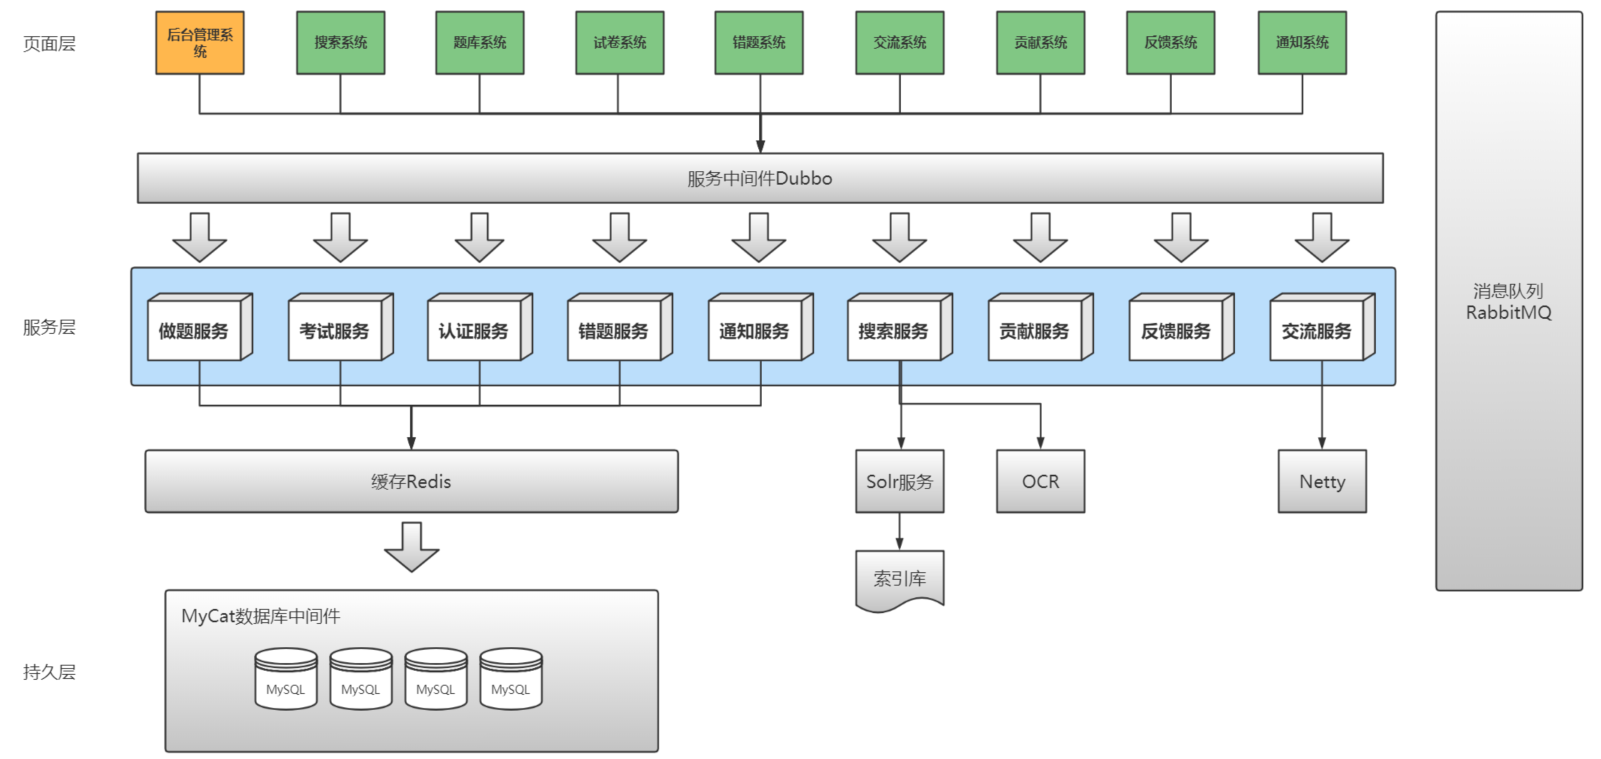 页面层
后台管理系
统
搜索系统
题库系统
试卷系统
错题系统
交流系统
贡献系统
反馈系统
通知系统
服务中间件Dubbo
服务层
做题服务
考试服务
认证服务
错题服务
通知服务
搜索服务
贡献服务
反馈服务
交流服务
消息队列
RabbitMQ
缓存Redis
Solr服务
OCR
Netty
索引库
持久层
MyCat数据库中间件
MySQL
MySQL
MySQL
MySQL